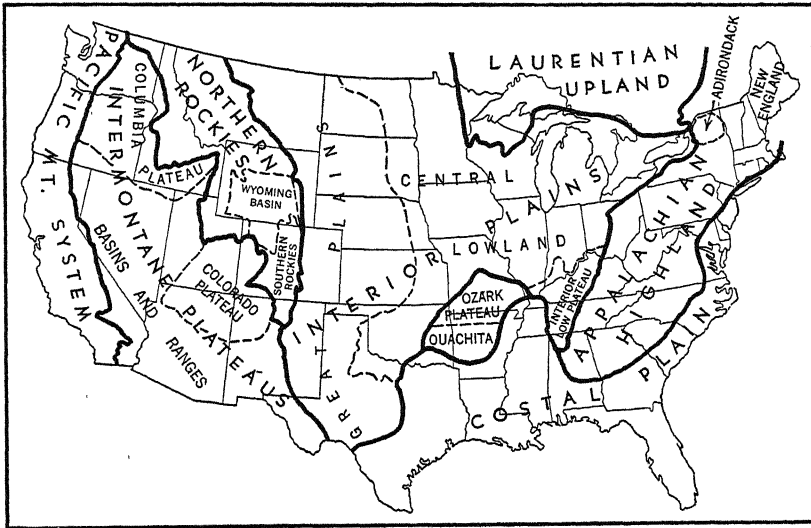 PACIFIC MT. SYSTEM
INTERMONTANE PLATEAUS
COLUMBIA
PLATEAU
BASINS AND
RANGES
COLORADO
PLATEAU
NORTHERN
ROCKIES
WYOMING
BASIN
SOUTHERN
ROCKIES
INTERIOR PLAINS
GREAT PLAINS
CENTRAL
LOWLAND
LAURENTIAN
UPLAND
ADIRONDACK
NEW
ENGLAND
APPALACHIAN
HIGHLAND
INTERIOR
LOW PLATEAU
OZARK
PLATEAU
OUACHITA
COSTAL PLAIN